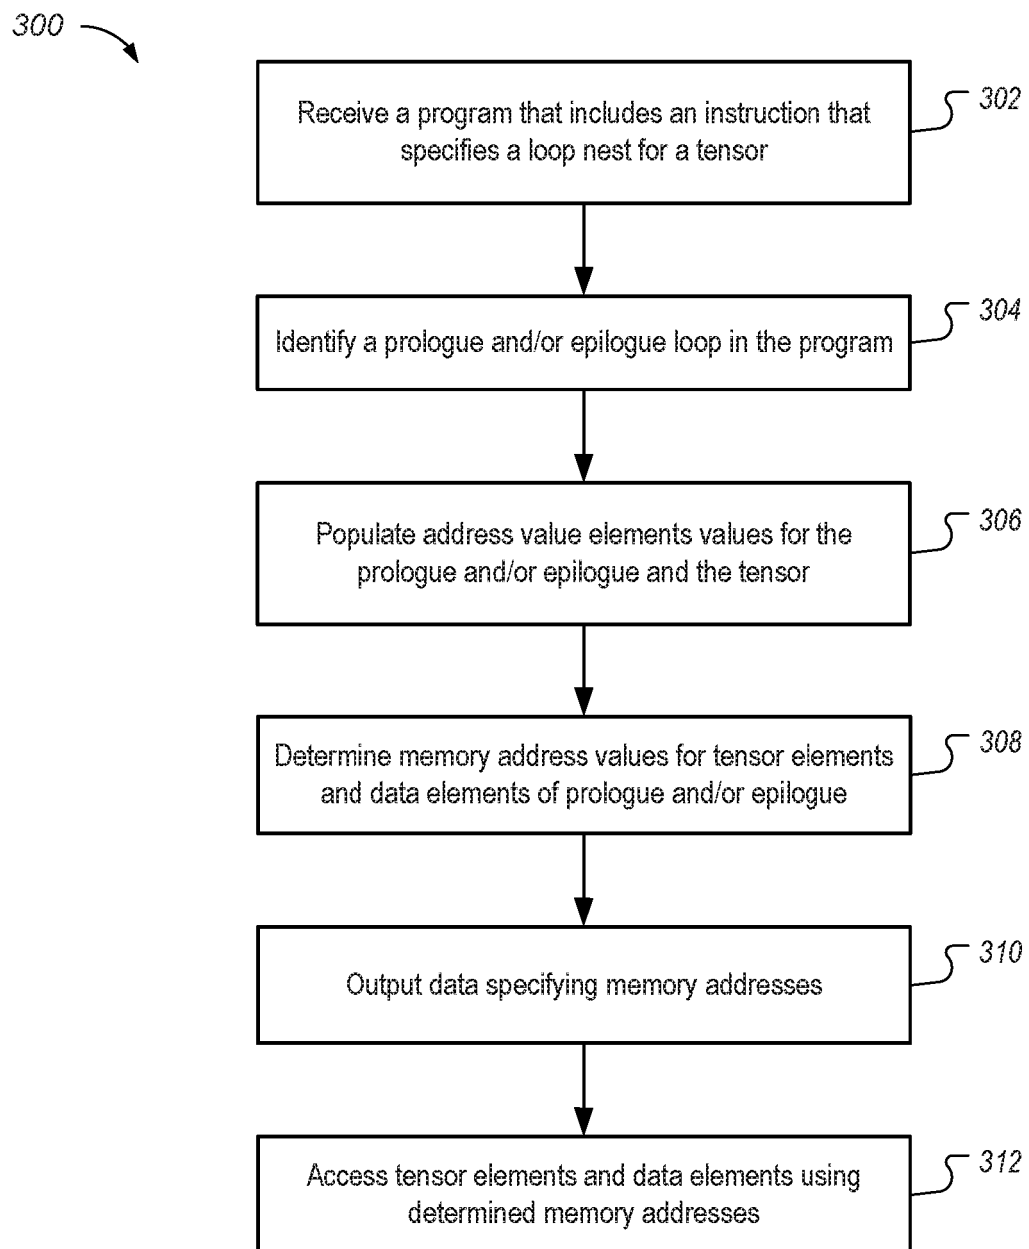 300
Receive a program that includes an instruction that
specifies a loop nest for a tensor
302
Identify a prologue and/or epilogue loop in the program
304
Populate address value elements values for the
prologue and/or epilogue and the tensor
306
Determine memory address values for tensor elements
and data elements of prologue and/or epilogue
308
Output data specifying memory addresses
310
Access tensor elements and data elements using
determined memory addresses
312